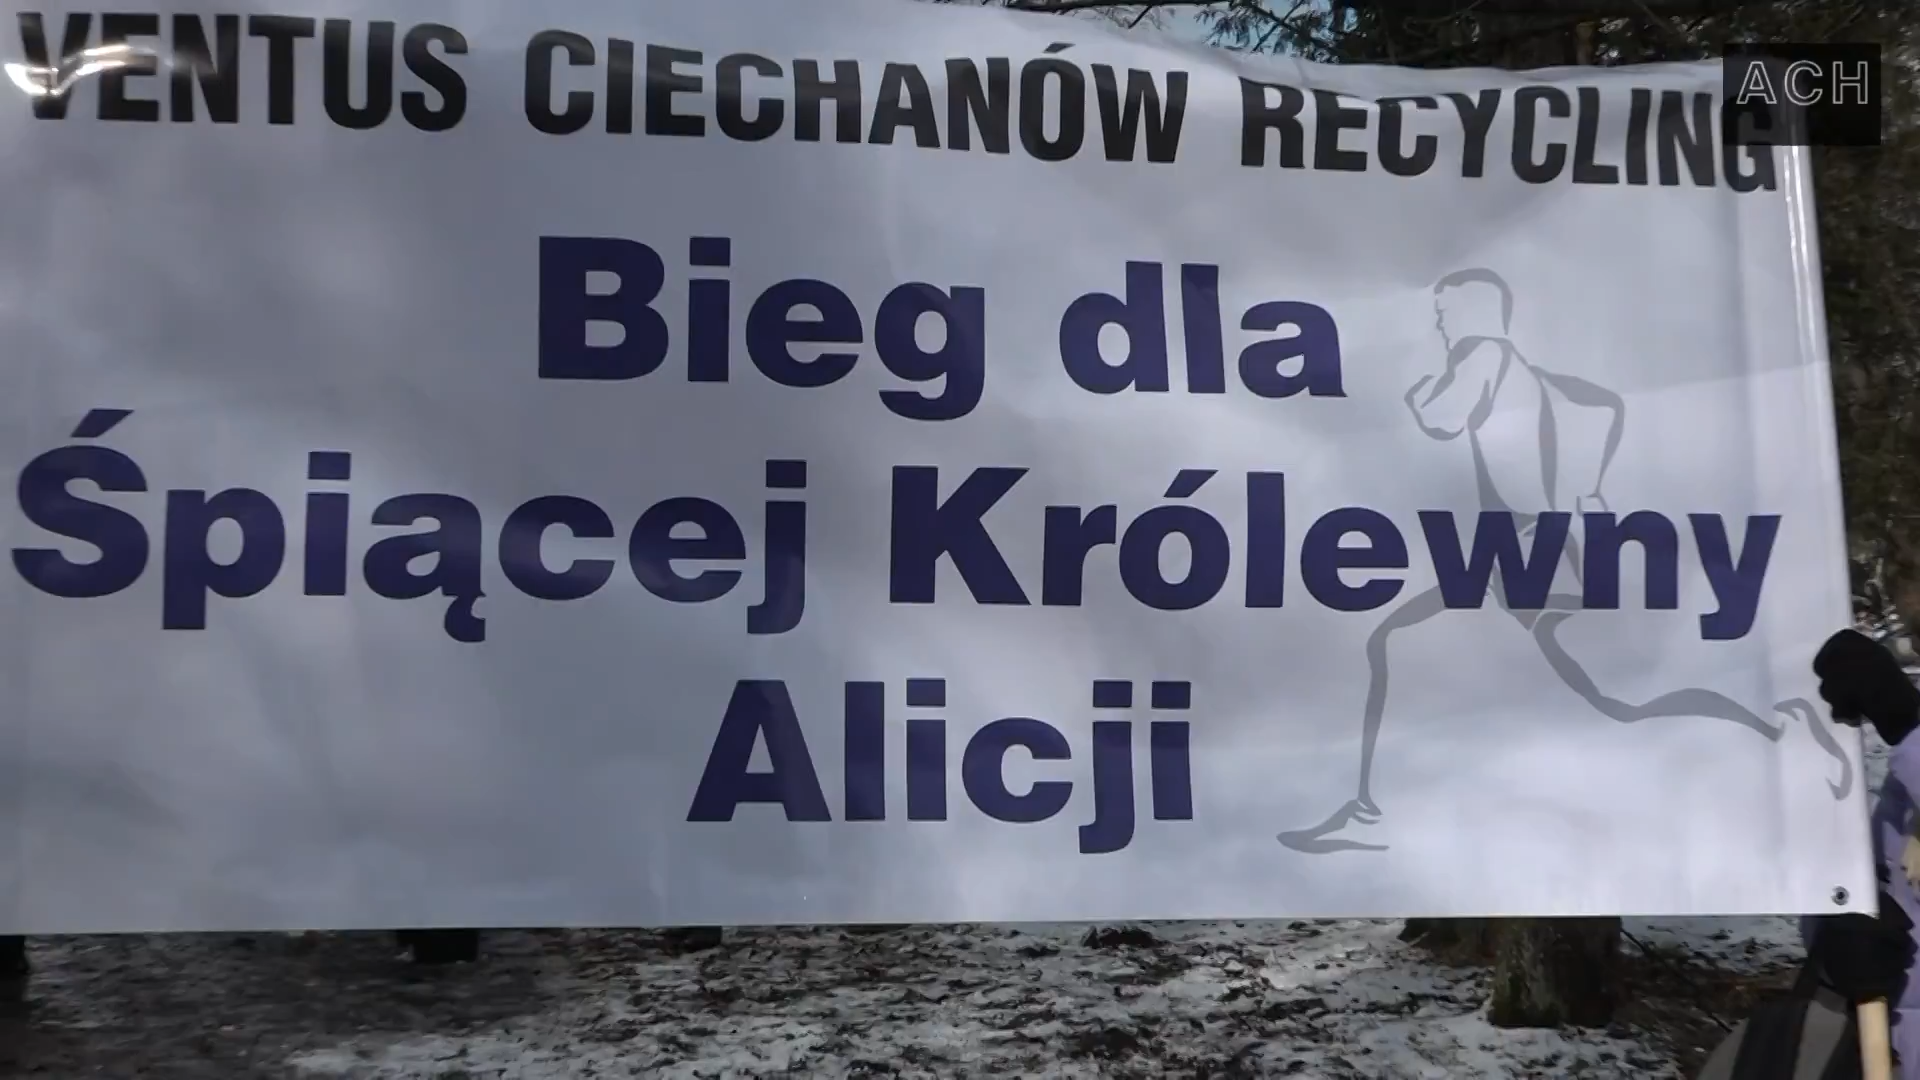 ACH
VENTUS CIECHANÓW RECYCLING
Bieg dla
Śpiącej Królewny
Alicji